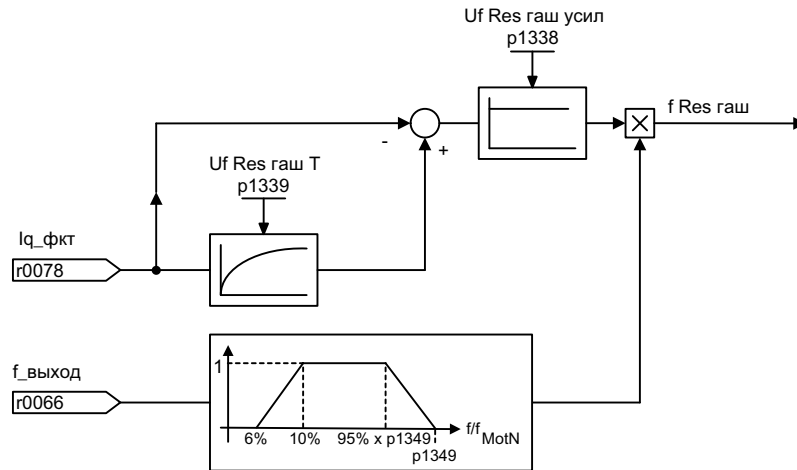 Uf Res гаш усил
p1338
f Res гаш
-
+
Uf Res гаш T
p1339
Iq_фкт
r0078
f_выход
r0066
1
6% 10% 95% x p1349
p1349
f/f MotN